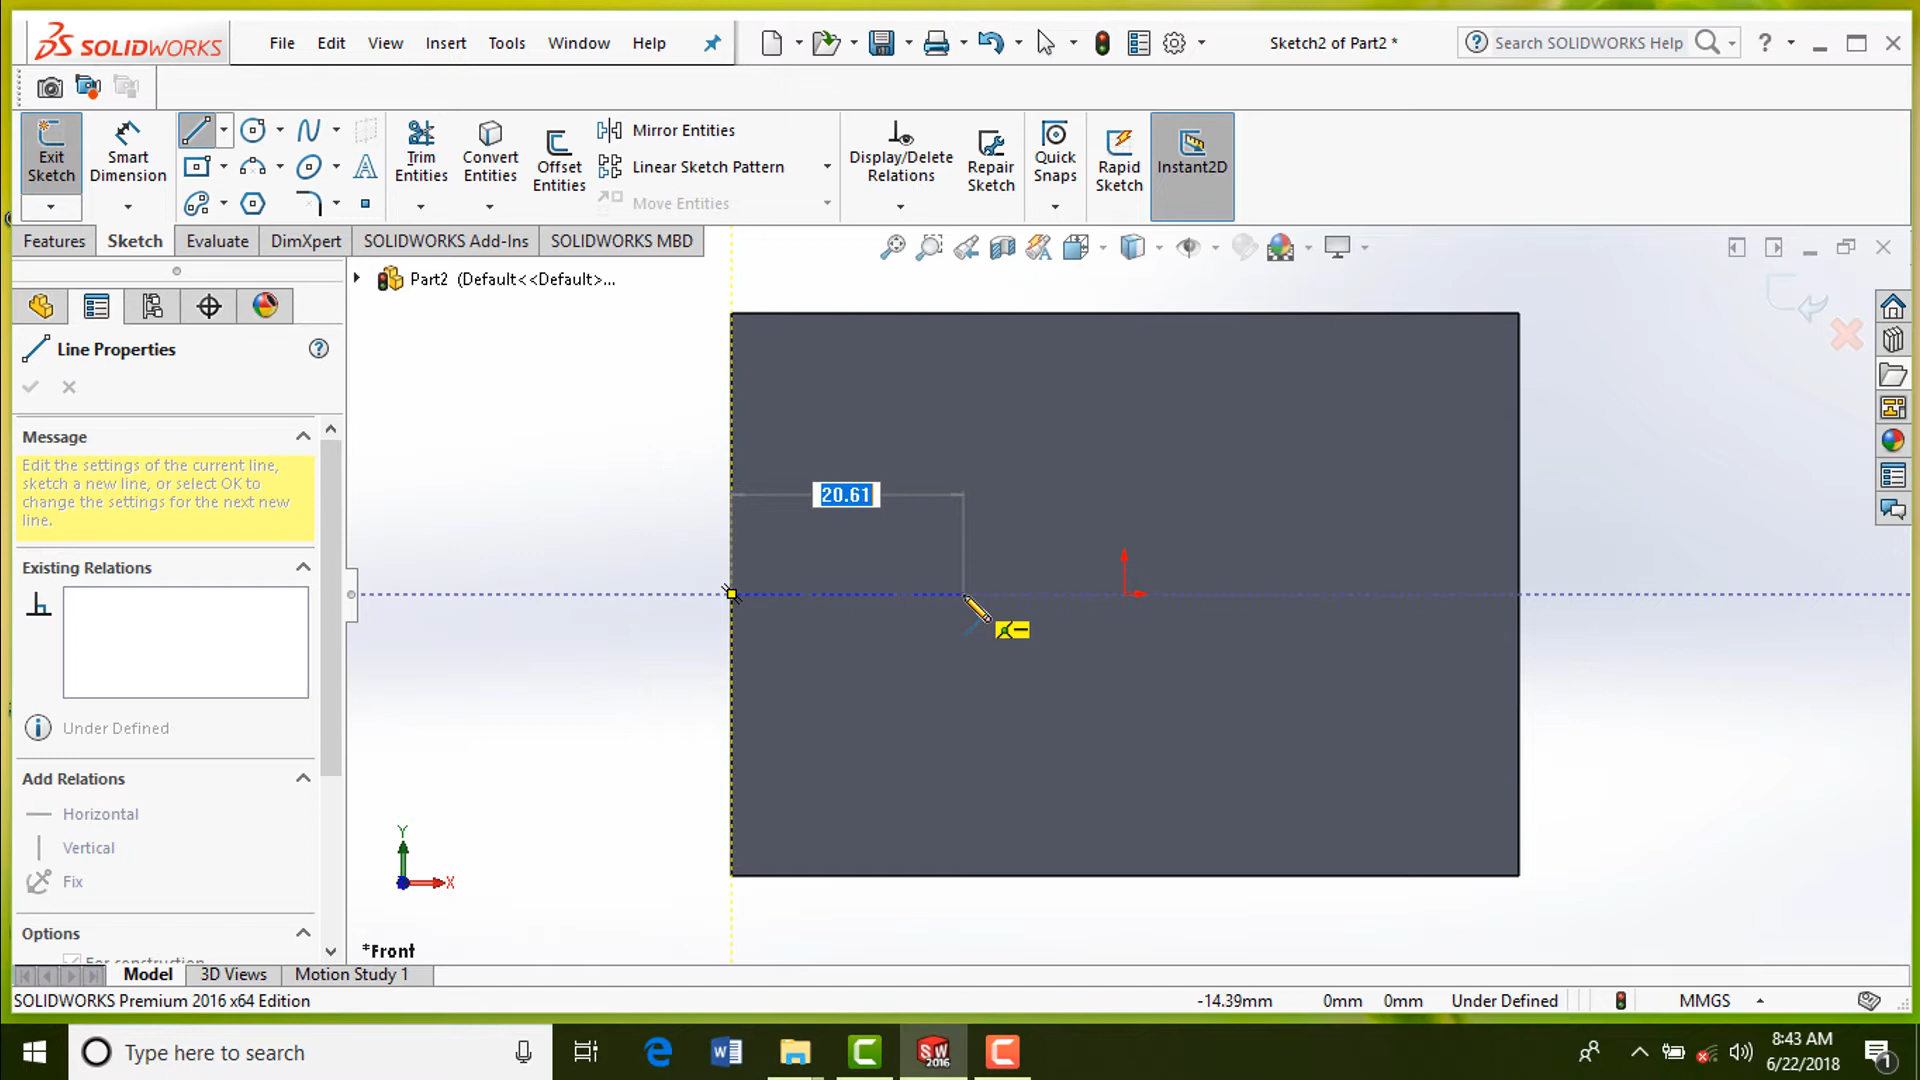 SOLIDWORKS
File Edit View Insert Tools Window Help
Sketch2 of Part2 *
Search SOLIDWORKS Help
?
Exit Sketch
Smart Dimension
Trim Entities
Convert Entities
Offset Entities
Mirror Entities
Linear Sketch Pattern
Move Entities
Display/Delete Relations
Repair Sketch
Quick Snaps
Rapid Sketch
Instant2D
Features Sketch Evaluate DimXpert SOLIDWORKS Add-Ins SOLIDWORKS MBD
Part2 (Default<<Default>...
Line Properties
Message
Edit the settings of the current line,
sketch a new line, or select OK to
change the settings for the next new
line.
20.61
Existing Relations
Under Defined
Add Relations
Horizontal
Vertical
Fix
Options
For construction
Y
X
*Front
Model 3D Views Motion Study 1
SOLIDWORKS Premium 2016 x64 Edition
-14.39mm 0mm 0mm Under Defined MMGS
Type here to search
SW
2016
8:43 AM
6/22/2018
1